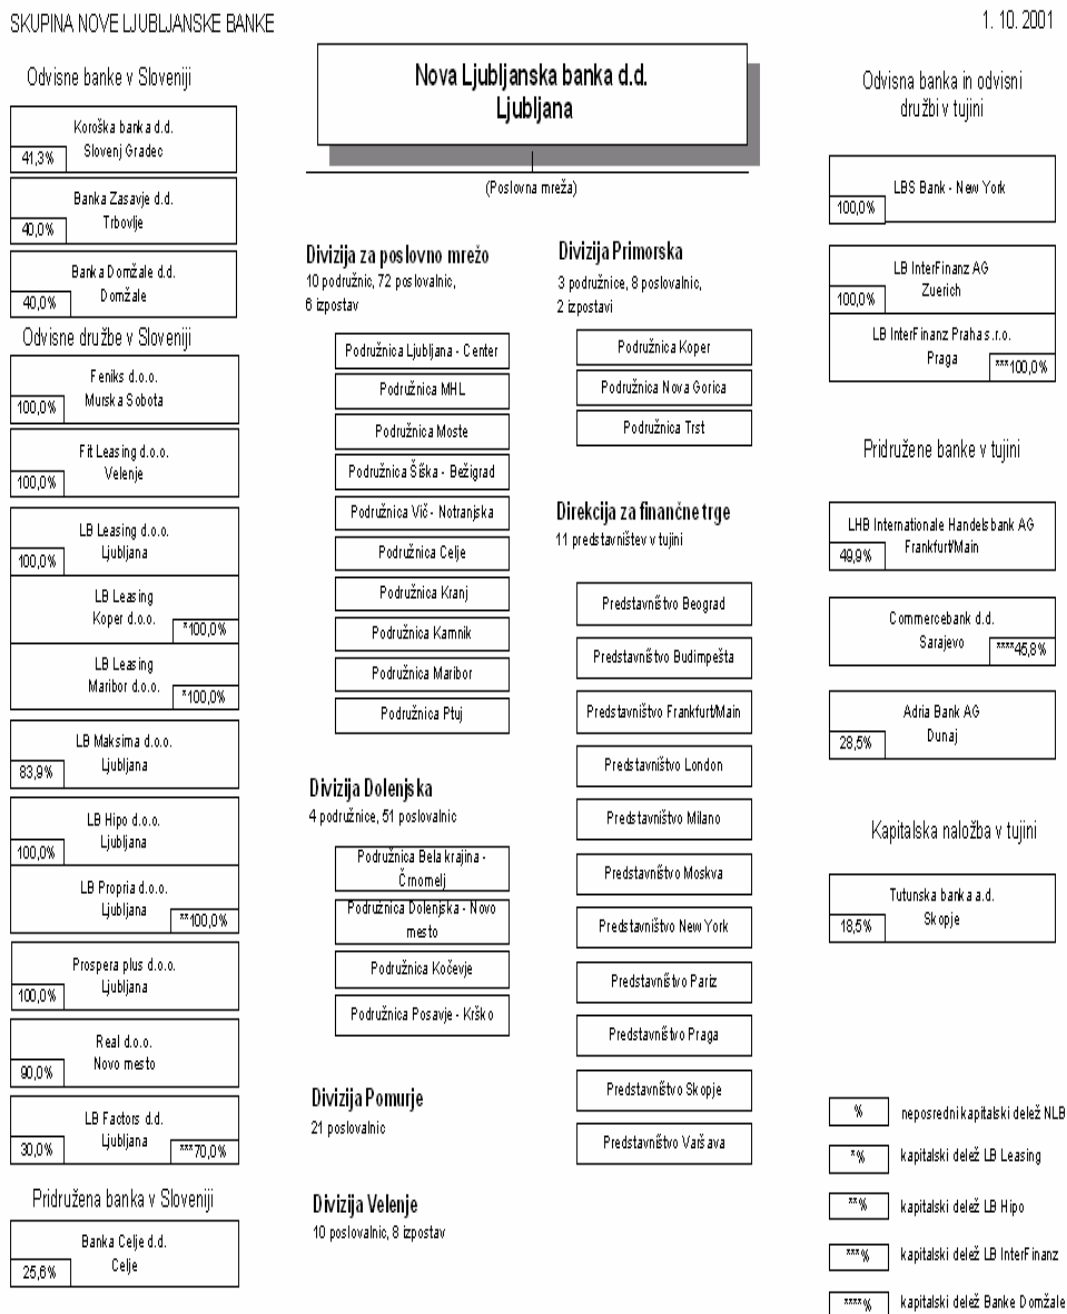 SKUPINA NOVE LJUBLJANSKE BANKE
1. 10. 2001
Nova Ljubljanska banka d.d.
Ljubljana
(Poslovna mreža)
Odvisne banke v Sloveniji
Koroška banka d.d.
Slovenj Gradec
41,3%
Banka Zasavje d.d.
Trbovlje
40,0%
Banka Domžale d.d.
Domžale
40,0%
Odvisne družbe v Sloveniji
Feniks d.o.o.
Murska Sobota
100,0%
Fit Leasing d.o.o.
Velenje
100,0%
LB Leasing d.o.o.
Ljubljana
100,0%
LB Leasing
Koper d.o.o.
*100,0%
LB Leasing
Maribor d.o.o.
*100,0%
LB Maksima d.o.o.
Ljubljana
83,9%
LB Hipo d.o.o.
Ljubljana
100,0%
LB Propria d.o.o.
Ljubljana
**100,0%
Prospera plus d.o.o.
Ljubljana
100,0%
Real d.o.o.
Novo mesto
90,0%
LB Factors d.d.
Ljubljana
30,0%
***70,0%
Pridružena banka v Sloveniji
Banka Celje d.d.
Celje
25,6%
Divizija za poslovno mrežo
10 podružnic, 72 poslovalnic,
6 izpostav
Podružnica Ljubljana - Center
Podružnica MHL
Podružnica Moste
Podružnica Šiška - Bežigrad
Podružnica Vič - Notranjska
Podružnica Celje
Podružnica Kranj
Podružnica Kamnik
Podružnica Maribor
Podružnica Ptuj
Divizija Dolenjska
4 podružnice, 51 poslovalnic
Podružnica Bela krajina -
Črnomelj
Podružnica Dolenjska - Novo
mesto
Podružnica Kočevje
Podružnica Posavje - Krško
Divizija Pomurje
21 poslovalnic
Divizija Velenje
10 poslovalnic, 8 izpostav
Divizija Primorska
3 podružnice, 8 poslovalnic,
2 izpostavi
Podružnica Koper
Podružnica Nova Gorica
Podružnica Trst
Direkcija za finančne trge
11 predstavništev v tujini
Predstavništvo Beograd
Predstavništvo Budimpešta
Predstavništvo Frankfurt/Main
Predstavništvo London
Predstavništvo Milano
Predstavništvo Moskva
Predstavništvo New York
Predstavništvo Pariz
Predstavništvo Praga
Predstavništvo Skopje
Predstavništvo Varšava
Odvisna banka in odvisni
družbi v tujini
LBS Bank - New York
100,0%
LB InterFinanz AG
Zuerich
100,0%
LB InterFinanz Praha s.r.o.
Praga
***100,0%
Pridružene banke v tujini
LHB Internationale Handelsbank AG
Frankfurt/Main
49,9%
Commercebank d.d.
Sarajevo
****45,8%
Adria Bank AG
Dunaj
28,5%
Kapitalska naložba v tujini
Tutunska banka a.d.
Skopje
18,5%
% neposredni kapitalski delež NLB
*% kapitalski delež LB Leasing
**% kapitalski delež LB Hipo
***% kapitalski delež LB InterFinanz
****% kapitalski delež Banke Domžale